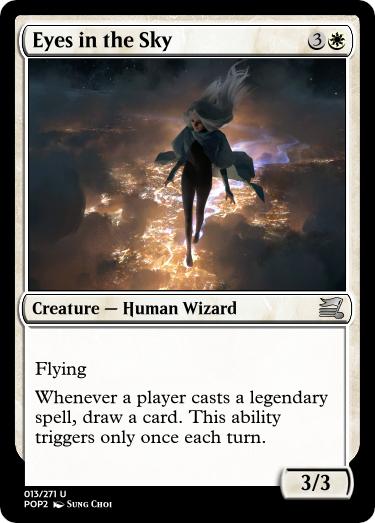 Eyes in the Sky 3
Creature — Human Wizard
Flying
Whenever a player casts a legendary
spell, draw a card. This ability
triggers only once each turn.
3/3
013/271 U
POP2 Sung Choi